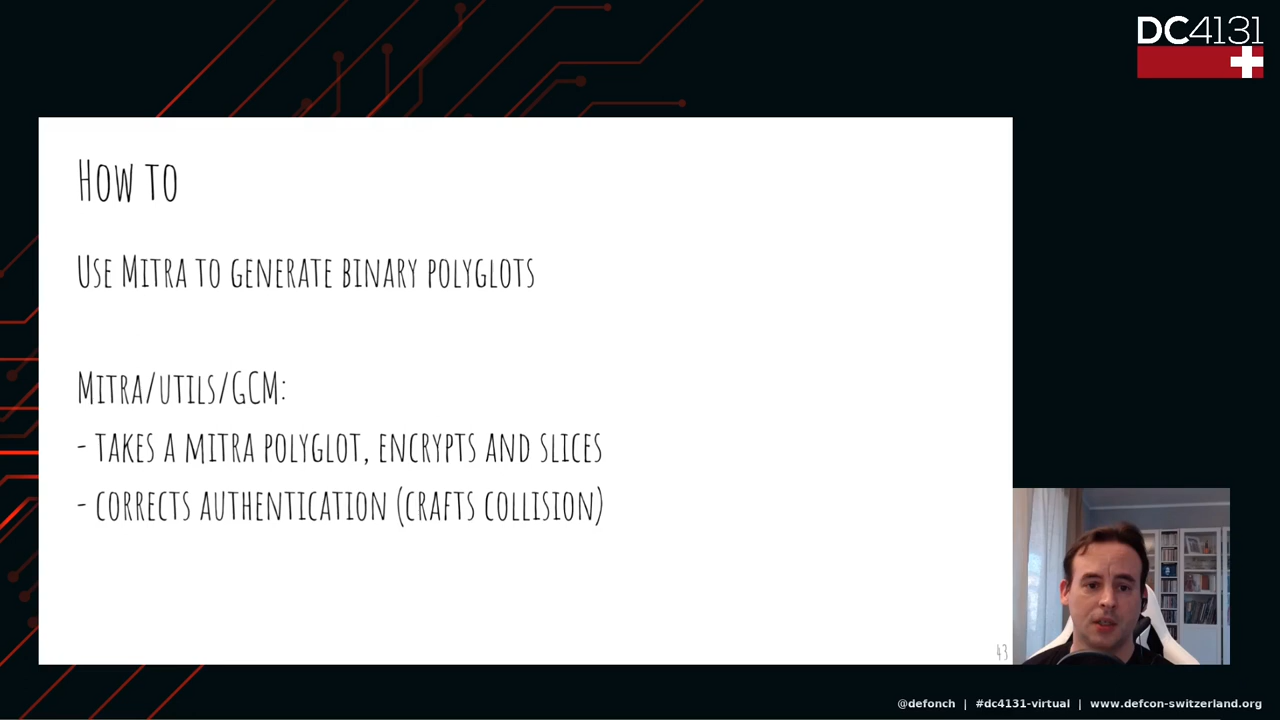 DC4131
How to
Use Mitra to generate binary polyglots
Mitra/utils/GCM:
- takes a mitra polyglot, encrypts and slices
- corrects authentication (crafts collision)
43
@defonch | #dc4131-virtual | www.defcon-switzerland.org